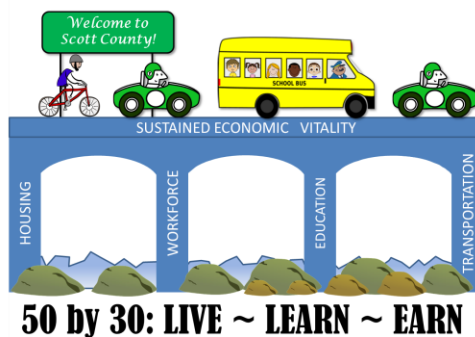 Welcome to
Scott County!
SCHOOL BUS
SUSTAINED ECONOMIC VITALITY
HOUSING
WORKFORCE
EDUCATION
TRANSPORTATION
50 by 30: LIVE ~ LEARN ~ EARN